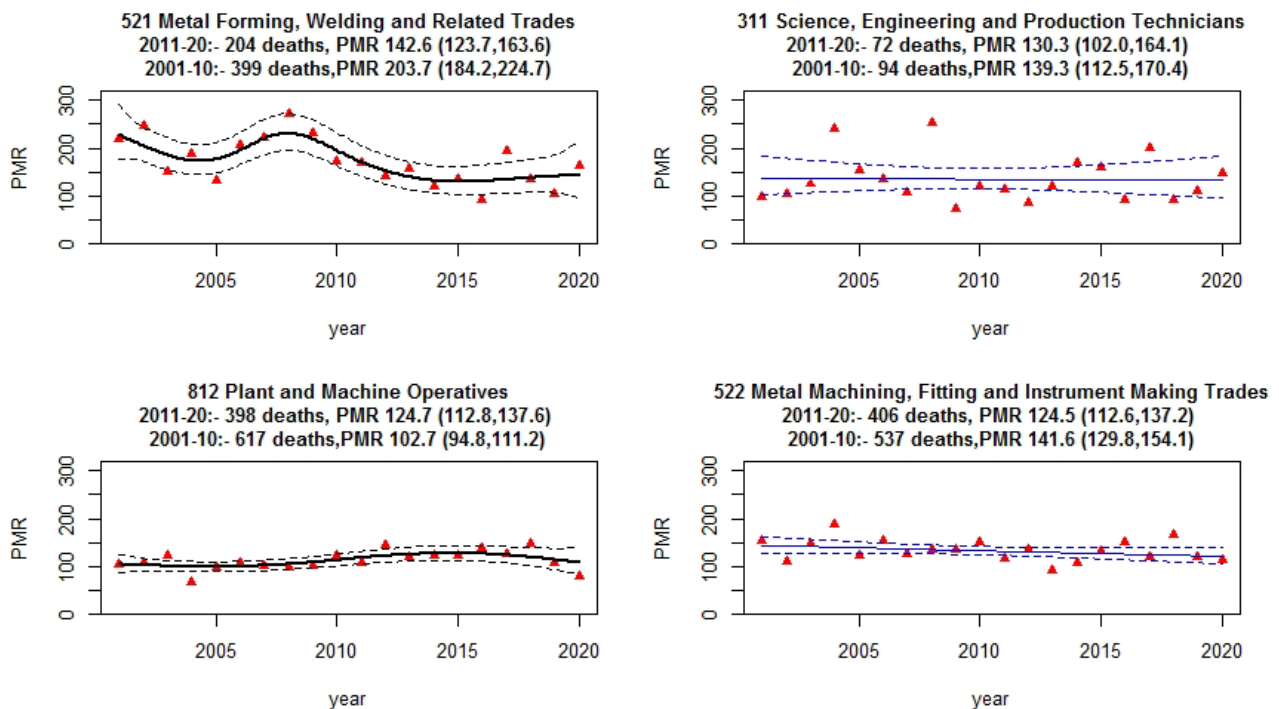 521 Metal Forming, Welding and Related Trades
2011-20:- 204 deaths, PMR 142.6 (123.7,163.6)
2001-10:- 399 deaths,PMR 203.7 (184.2,224.7)
300
200
100
0
PMR
2005
2010
2015
2020
year
311 Science, Engineering and Production Technicians
2011-20:- 72 deaths, PMR 130.3 (102.0,164.1)
2001-10:- 94 deaths,PMR 139.3 (112.5,170.4)
300
200
100
0
PMR
2005
2010
2015
2020
year
812 Plant and Machine Operatives
2011-20:- 398 deaths, PMR 124.7 (112.8,137.6)
2001-10:- 617 deaths,PMR 102.7 (94.8,111.2)
300
200
100
0
PMR
2005
2010
2015
2020
year
522 Metal Machining, Fitting and Instrument Making Trades
2011-20:- 406 deaths, PMR 124.5 (112.6,137.2)
2001-10:- 537 deaths,PMR 141.6 (129.8,154.1)
300
200
100
0
PMR
2005
2010
2015
2020
year